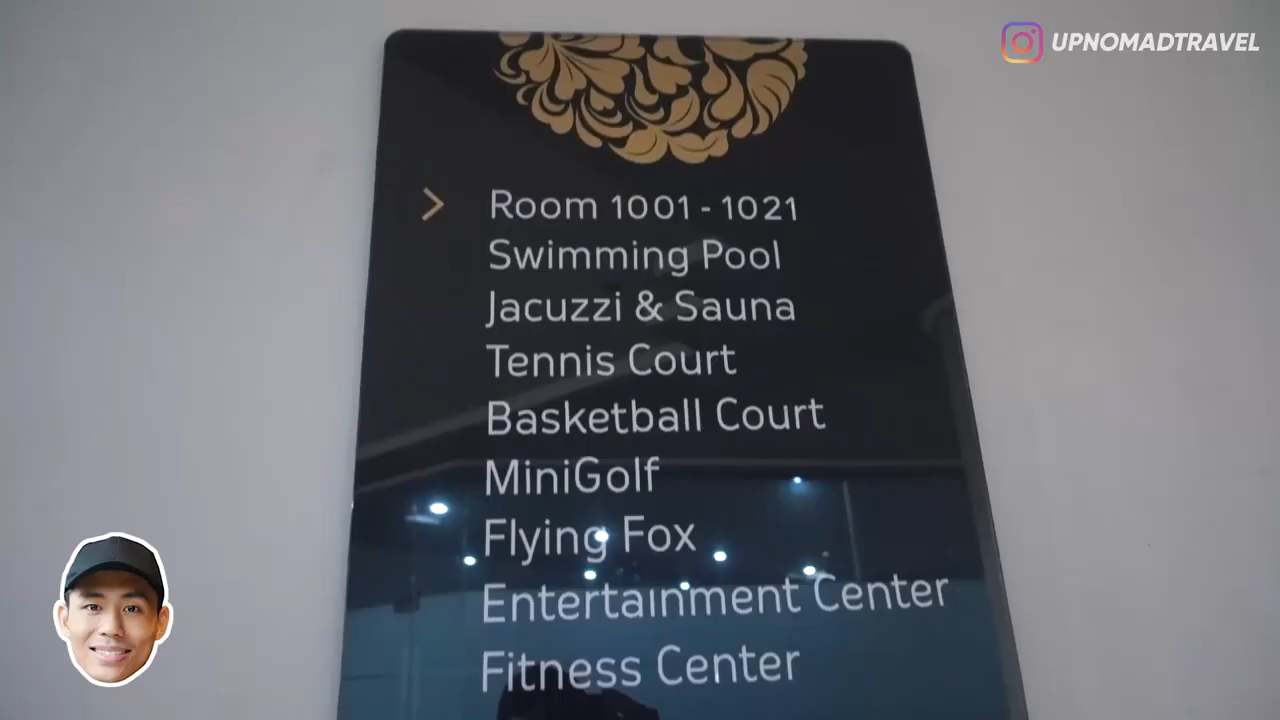 UPNOMADTRAVEL
> Room 1001 - 1021
Swimming Pool
Jacuzzi & Sauna
Tennis Court
Basketball Court
MiniGolf
Flying Fox
Entertainment Center
Fitness Center